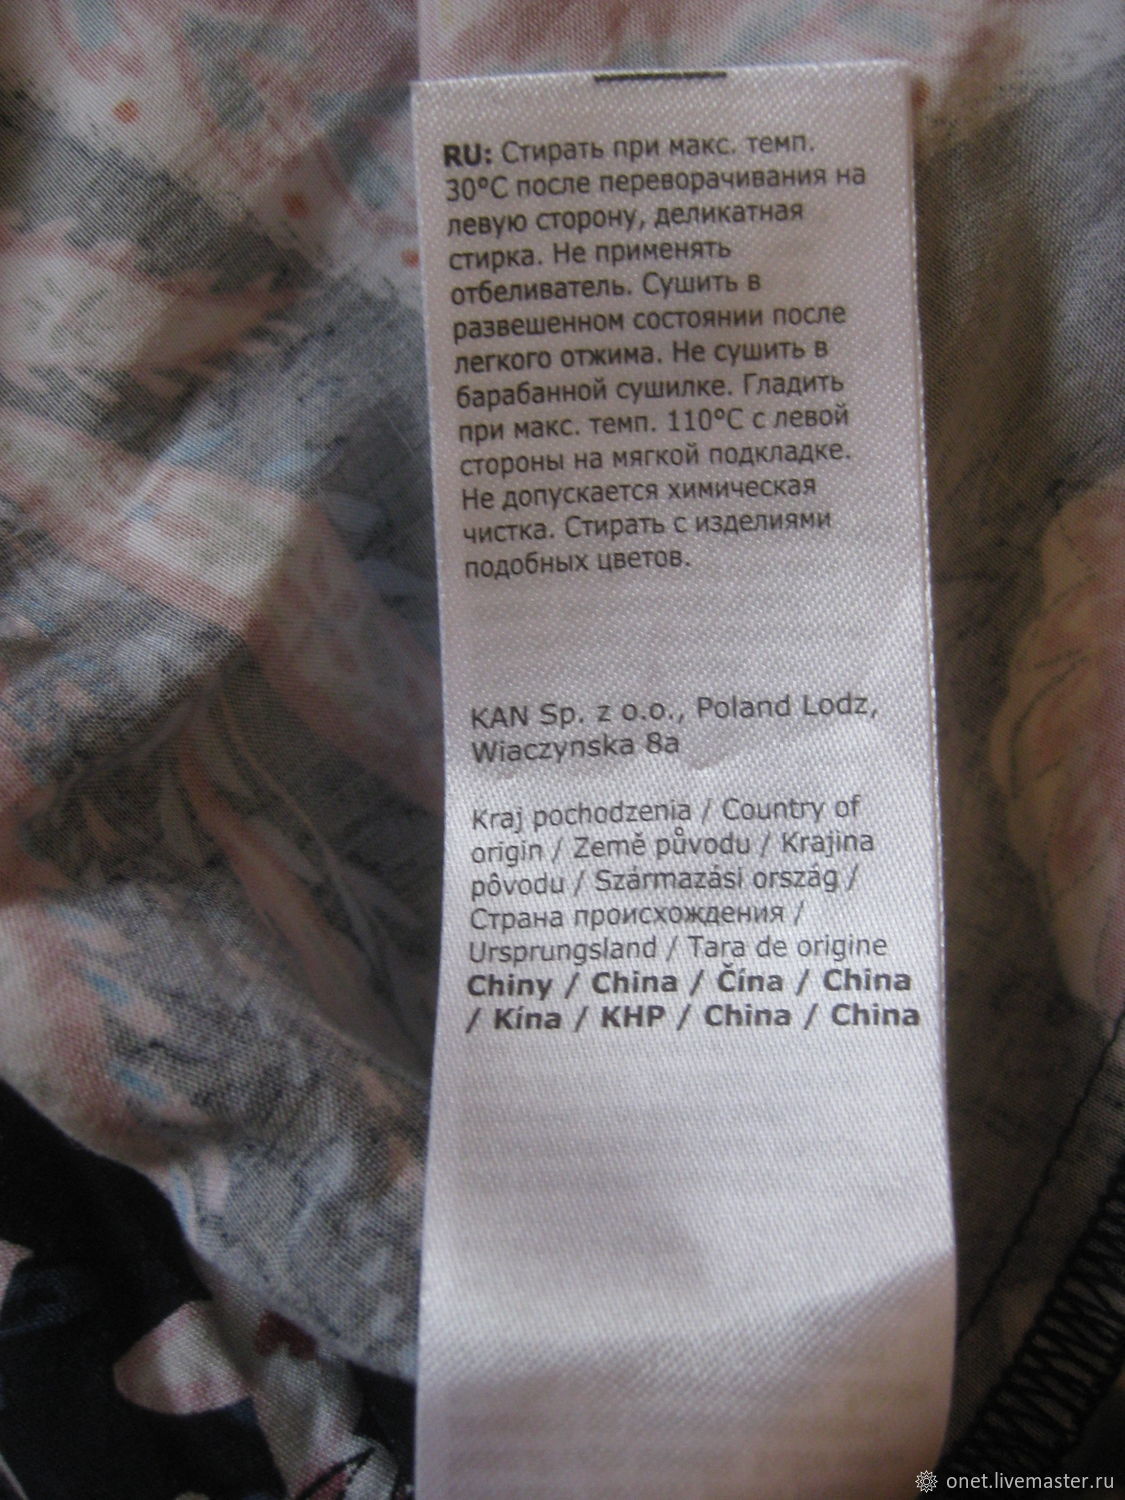 RU: Стирать при макс. темп.
30°C после переворачивания на
левую сторону, деликатная
стирка. Не применять
отбеливатель. Сушить в
развешенном состоянии после
легкого отжима. Не сушить в
барабанной сушилке. Гладить
при макс. темп. 110°C с левой
стороны на мягкой подкладке.
Не допускается химическая
чистка. Стирать с изделиями
подобных цветов.
KAN Sp. z o.o., Poland Lodz,
Wiaczynska 8a
Kraj pochodzenia / Country of
origin / Země původu / Krajina
pôvodu / Származási ország /
Страна происхождения /
Ursprungsland / Tara de origine
Chiny / China / Čína / China
/ Kína / КНР / China / China
onet.livemaster.ru